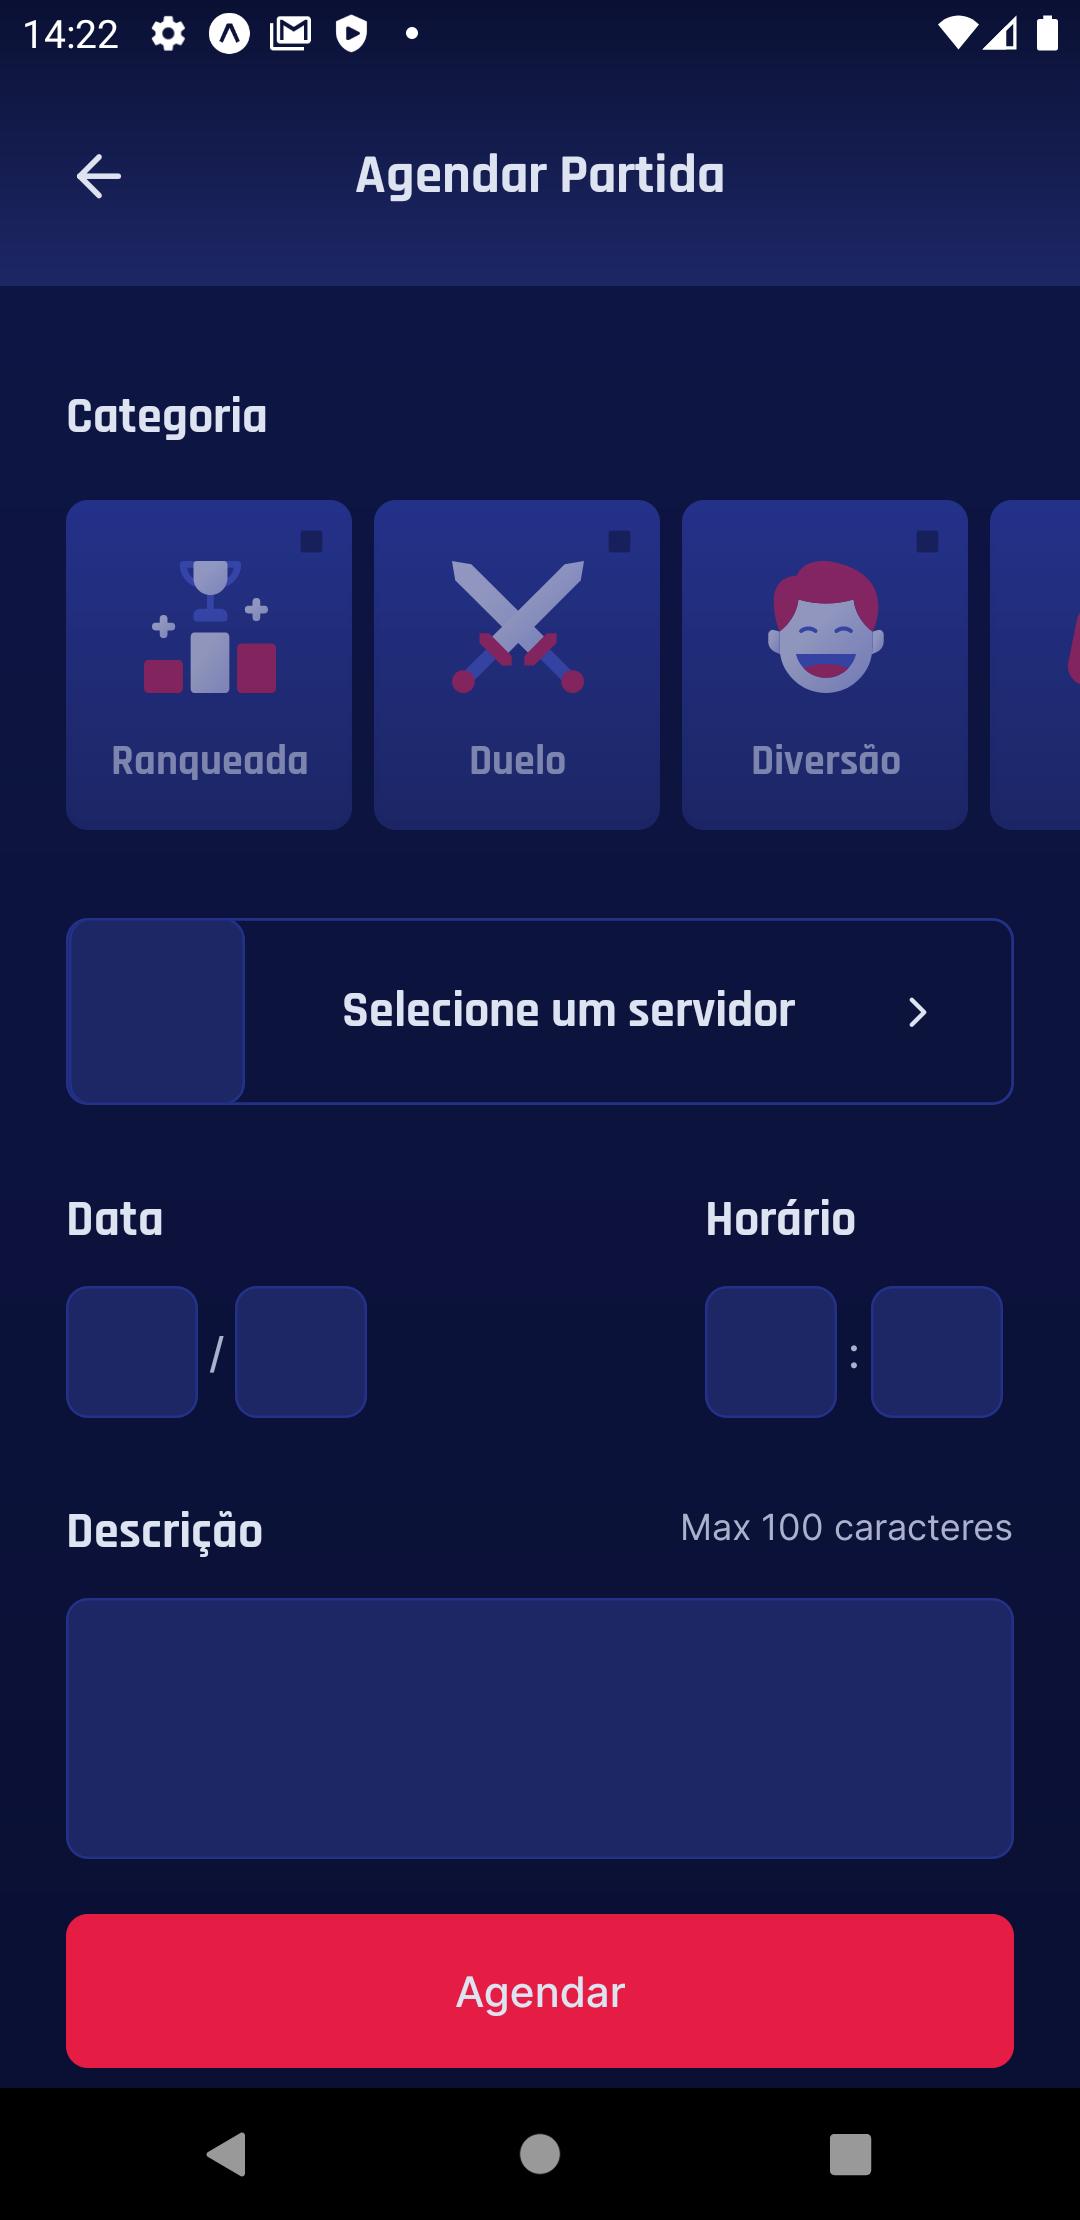 14:22
Agendar Partida
Categoria
Ranqueada Duelo Diversão
Selecione um servidor
Data Horário
/ :
Descrição Max 100 caracteres
Agendar